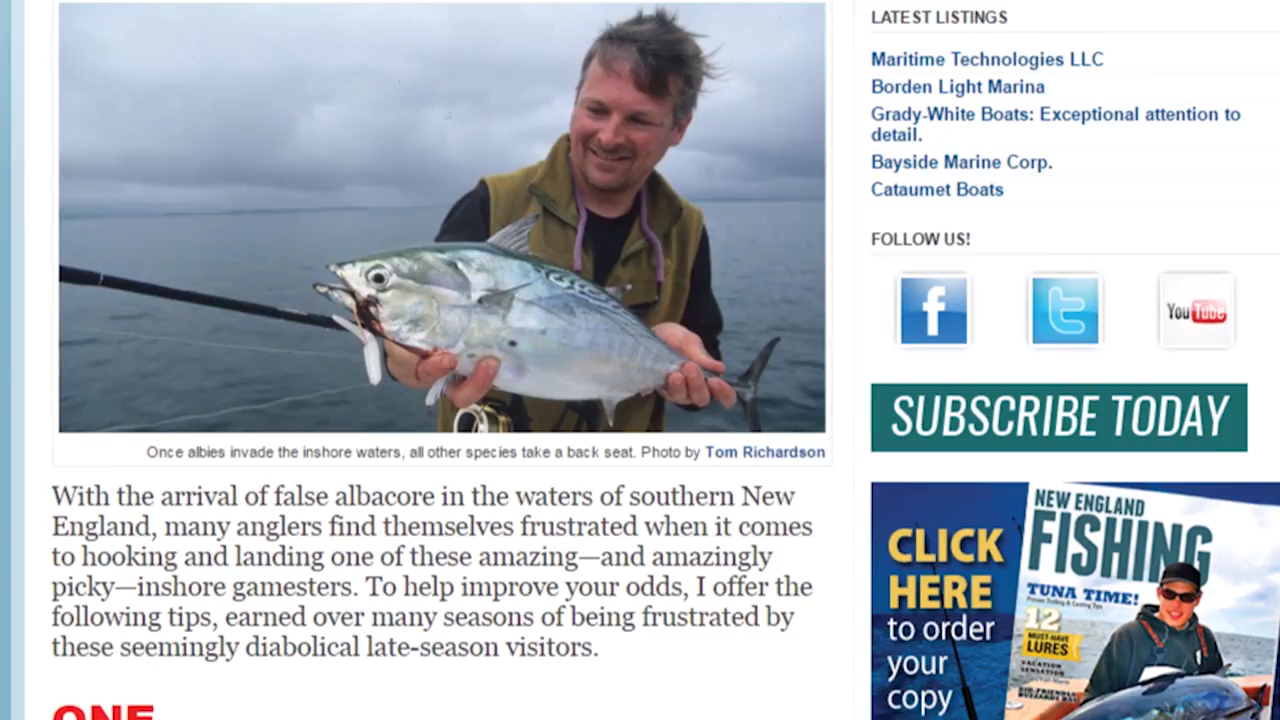 Once albies invade the inshore waters, all other species take a back seat. Photo by Tom Richardson
With the arrival of false albacore in the waters of southern New
England, many anglers find themselves frustrated when it comes
to hooking and landing one of these amazing—and amazingly
picky—inshore gamesters. To help improve your odds, I offer the
following tips, earned over many seasons of being frustrated by
these seemingly diabolical late-season visitors.
ONE
LATEST LISTINGS
Maritime Technologies LLC
Borden Light Marina
Grady-White Boats: Exceptional attention to
detail.
Bayside Marine Corp.
Cataumet Boats
FOLLOW US!
f
t
YouTube
SUBSCRIBE TODAY
CLICK
HERE
to order
your
copy
NEW ENGLAND
FISHING
TUNA TIME!
12
MUST-HAVE
LURES
VACATION
SENSATION